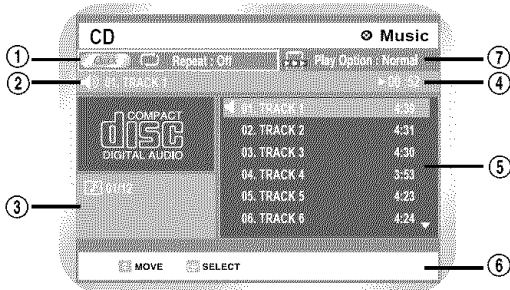 CD
Music
1
Repeat : Off
Play Option : Normal
7
2
01. TRACK 1
00:52
4
COMPACT
disc
DIGITAL AUDIO
01. TRACK 1 4:39
02. TRACK 2 4:31
03. TRACK 3 4:30
04. TRACK 4 3:53
05. TRACK 5 4:23
06. TRACK 6 4:24
5
01/12
3
MOVE
SELECT
6